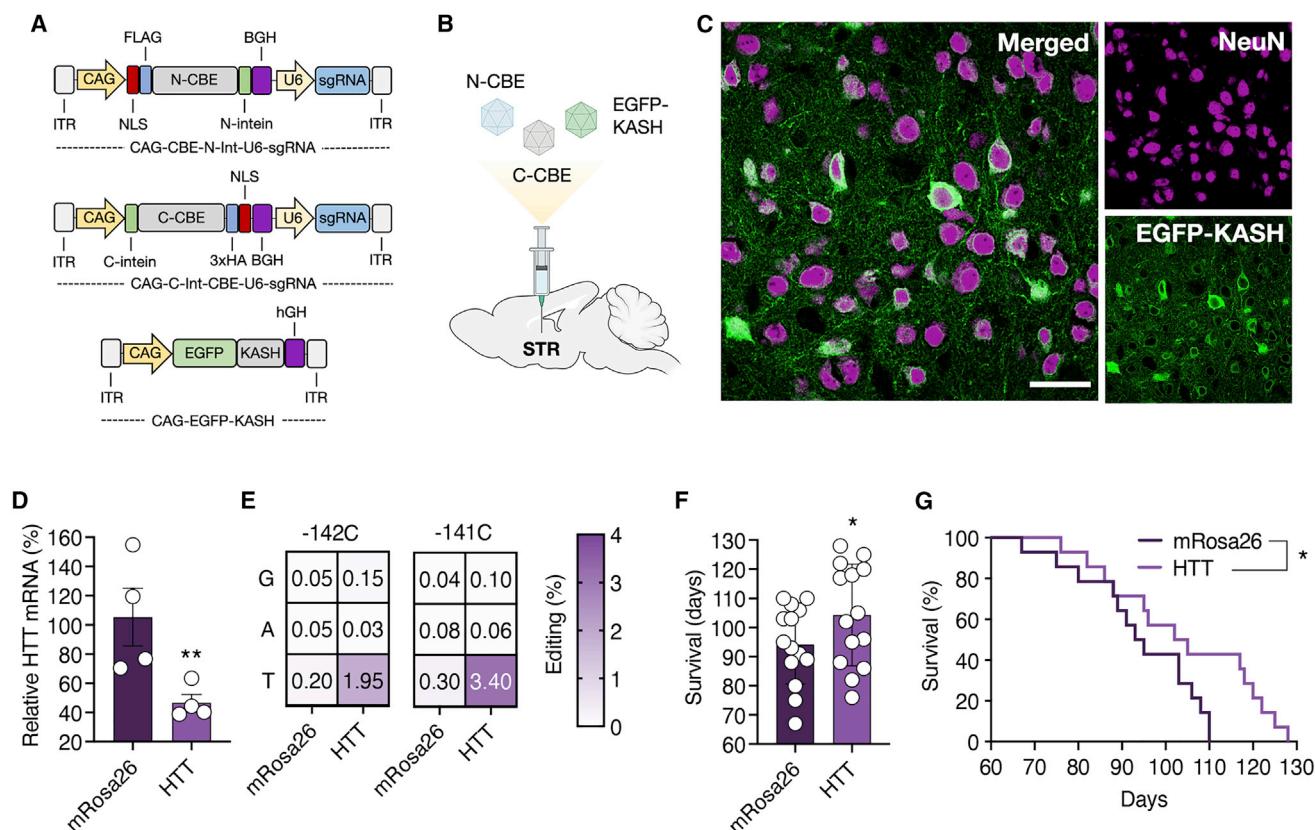 A
FLAG
BGH
CAG
N-CBE
U6
sgRNA
ITR
NLS
N-intein
ITR
CAG-CBE-N-Int-U6-sgRNA
NLS
CAG
C-CBE
U6
sgRNA
ITR
C-intein
3xHA BGH
ITR
CAG-C-Int-CBE-U6-sgRNA
hGH
CAG
EGFP
KASH
ITR
ITR
CAG-EGFP-KASH
B
N-CBE
EGFP-
KASH
C-CBE
STR
C
Merged
NeuN
EGFP-KASH
D
Relative HTT mRNA (%)
160
140
120
100
80
60
40
20
**
mRosa26
HTT
E
-142C
-141C
G
0.05 0.15
0.04 0.10
A
0.05 0.03
0.08 0.06
T
0.20 1.95
0.30 3.40
mRosa26
HTT
mRosa26
HTT
Editing (%)
4
3
2
1
0
F
Survival (days)
130
120
110
100
90
80
70
60
*
mRosa26
HTT
G
Survival (%)
100
80
60
40
20
0
mRosa26
HTT
*
60 70 80 90 100 110 120 130
Days